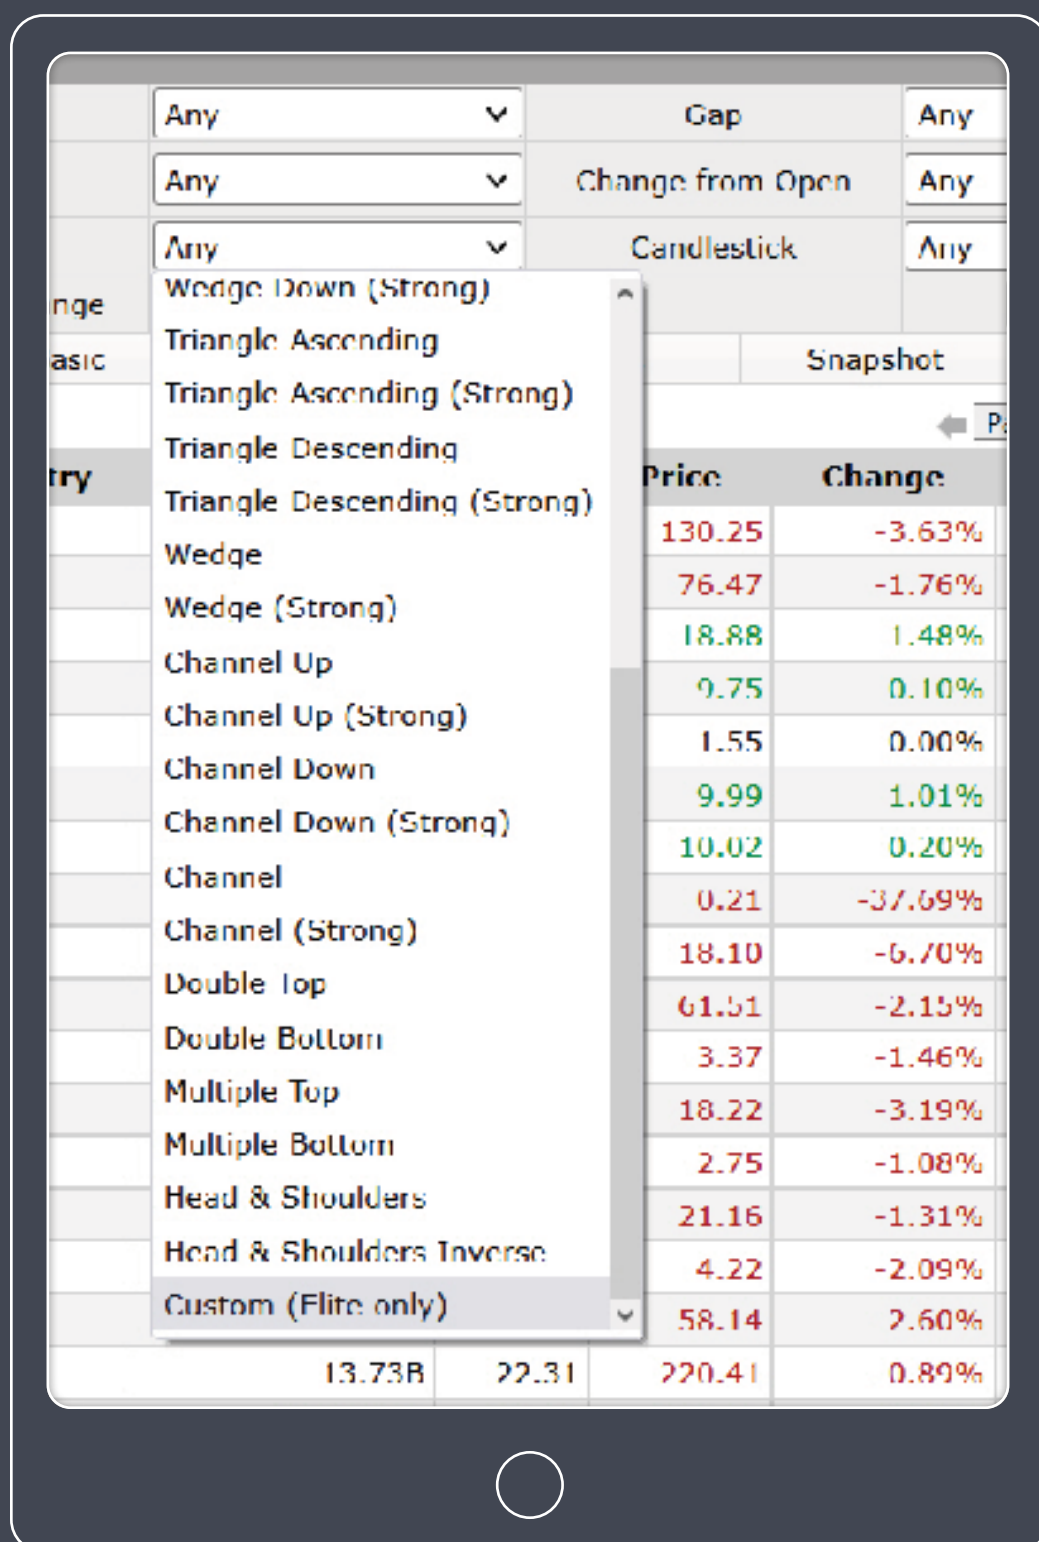 Any Gap Any
Any Change from Open Any
Any Candlestick Any
Wedge Down (Strong)
nge
Triangle Ascending
asic Snapshot
Triangle Ascending (Strong)
Triangle Descending
try Price Change
Triangle Descending (Strong)
130.25 -3.63%
Wedge
76.47 -1.76%
Wedge (Strong)
18.88 1.48%
Channel Up
9.75 0.10%
Channel Up (Strong)
1.55 0.00%
Channel Down
9.99 1.01%
Channel Down (Strong)
10.02 0.20%
Channel
0.21 -37.69%
Channel (Strong)
18.10 -6.70%
Double Top
61.51 -2.15%
Double Bottom
3.37 -1.46%
Multiple Top
18.22 -3.19%
Multiple Bottom
2.75 -1.08%
Head & Shoulders
21.16 -1.31%
Head & Shoulders Inverse
4.22 -2.09%
Custom (Elite only)
58.14 2.60%
13.73B 22.31 220.41 0.89%